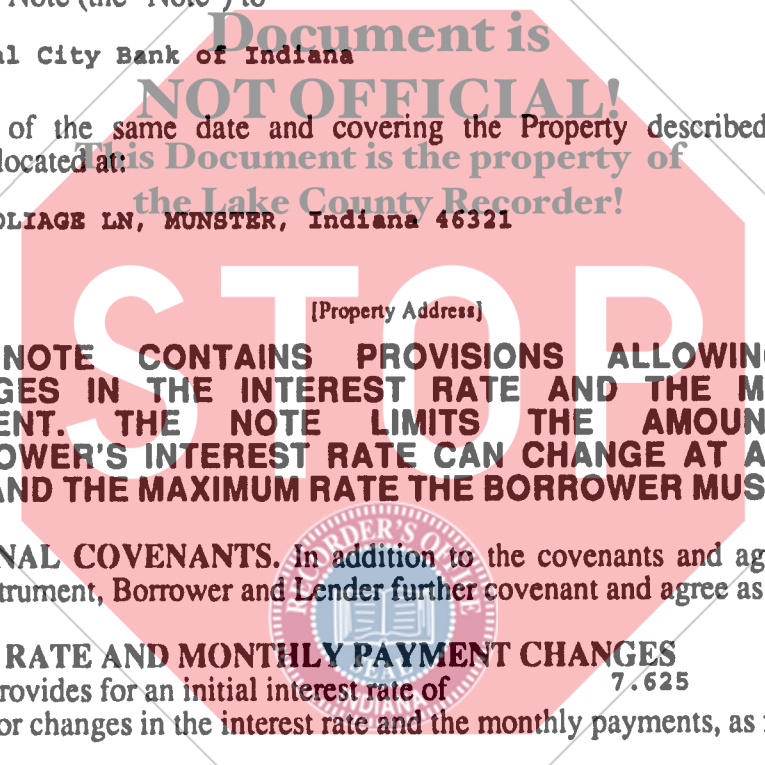 Note (the "Note") to
Document is
al City Bank of Indiana
NOT OFFICIAL!
of the same date and covering the Property described
located at:
This Document is the property of
the Lake County Recorder!
OLIAGE LN, MUNSTER, Indiana 46321
STOP
[Property Address]
NOTE CONTAINS PROVISIONS ALLOWING
GES IN THE INTEREST RATE AND THE M
ENT. THE NOTE LIMITS THE AMOUN
OWER'S INTEREST RATE CAN CHANGE AT A
AND THE MAXIMUM RATE THE BORROWER MUS
NAL COVENANTS. In addition to the covenants and ag
trument, Borrower and Lender further covenant and agree as
RECORDER'S OFFICE
SEAL
INDIANA
RATE AND MONTHLY PAYMENT CHANGES
rovides for an initial interest rate of 7.625
or changes in the interest rate and the monthly payments, as